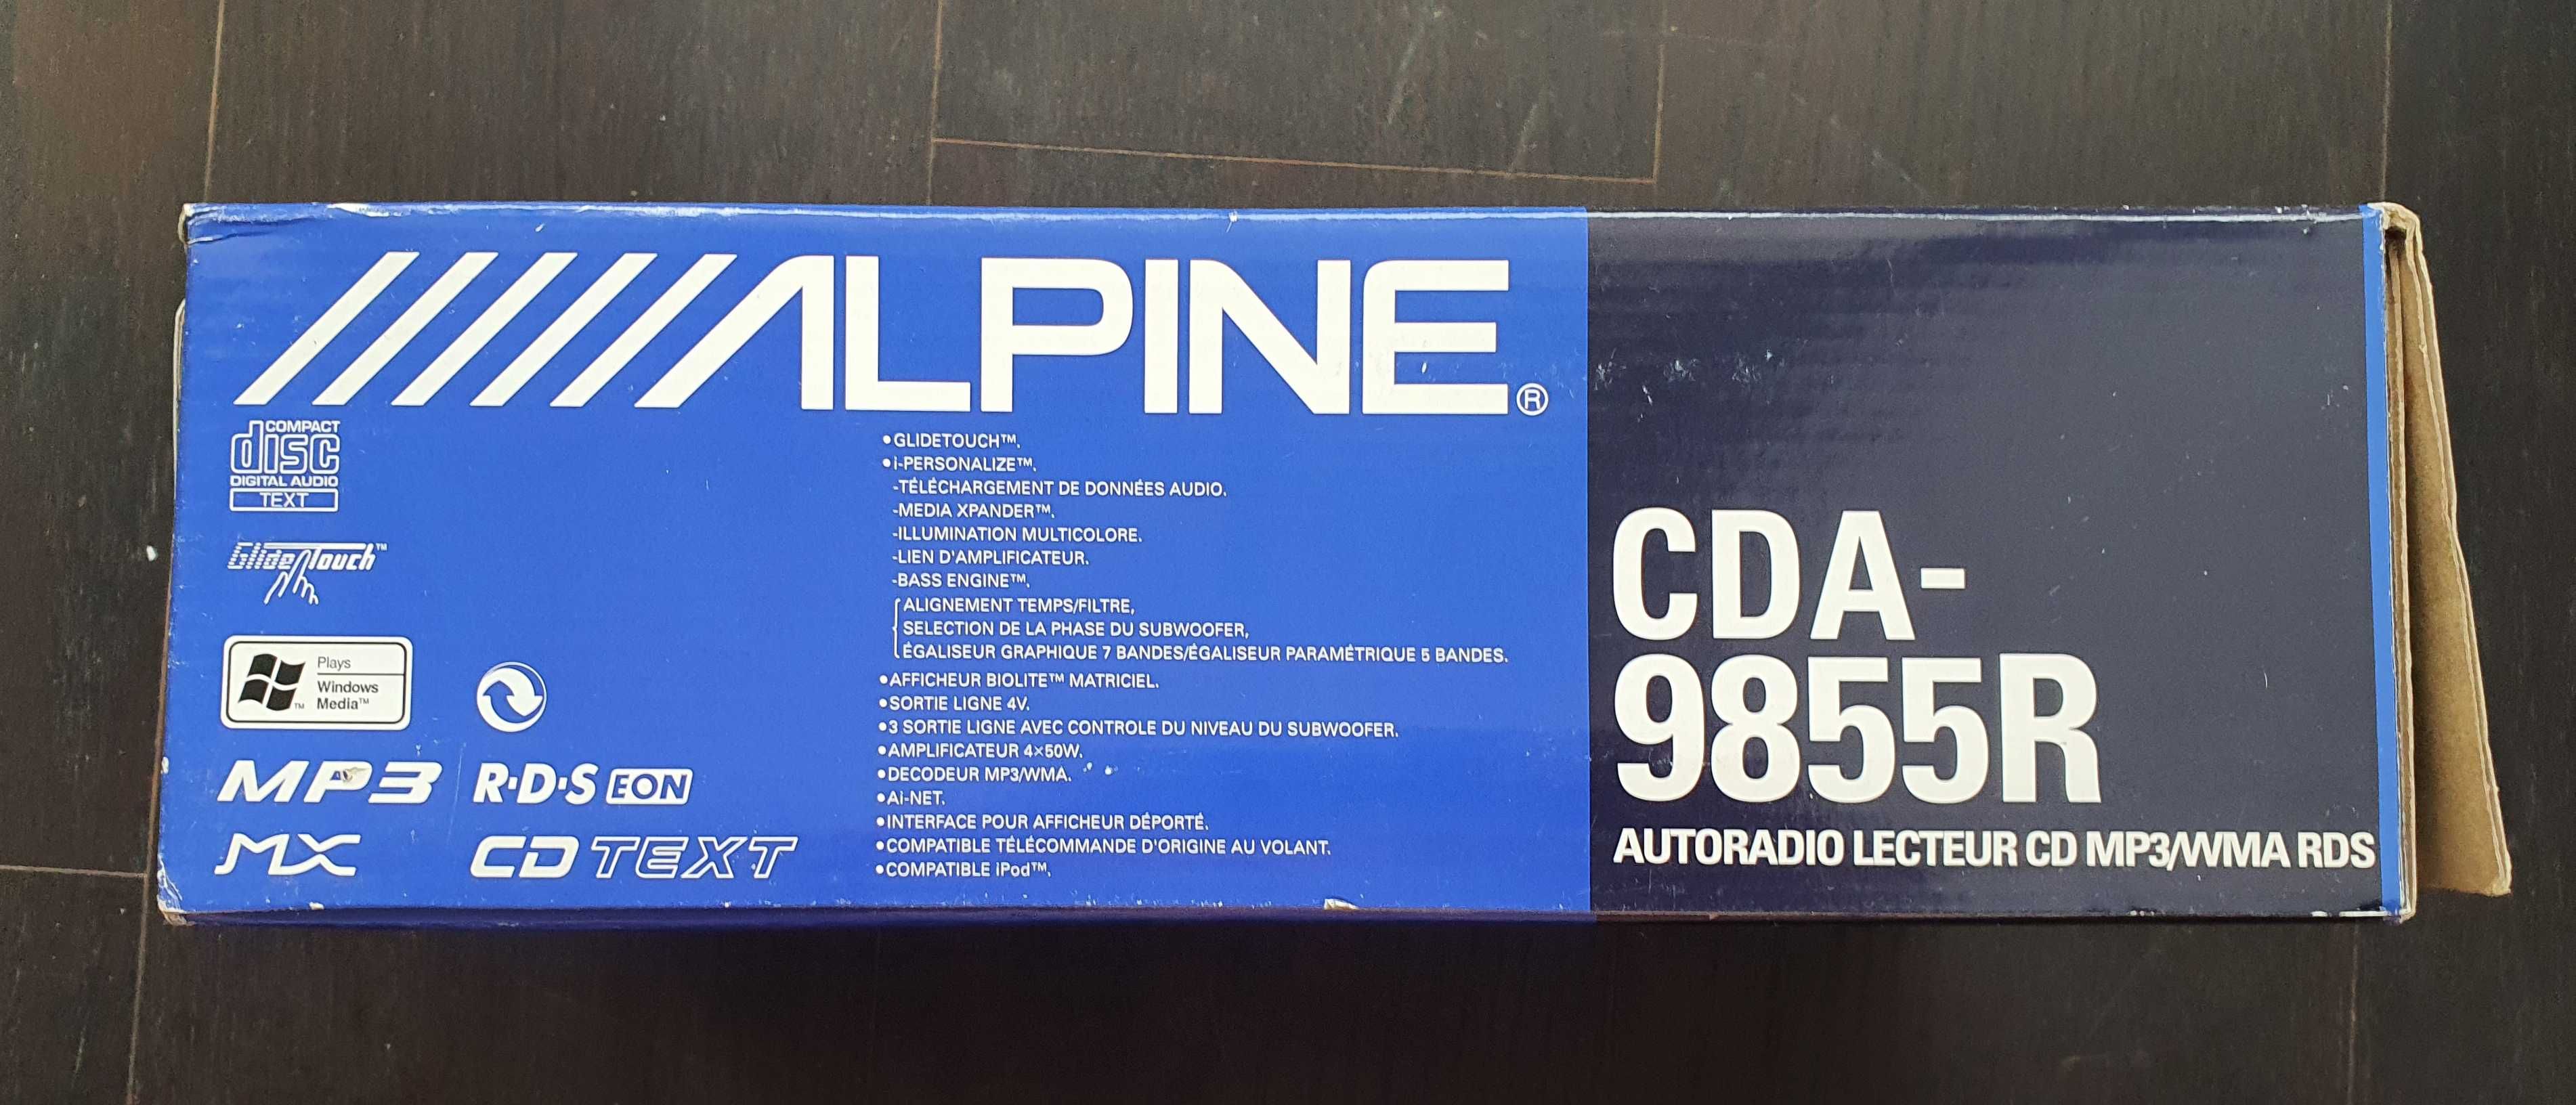 ALPINE®
COMPACT
disc
DIGITAL AUDIO
TEXT
GlideTouch™
Plays
Windows
Media™
MP3
R·D·S EON
MX
CD TEXT
•GLIDETOUCH™.
•i-PERSONALIZE™.
-TÉLÉCHARGEMENT DE DONNÉES AUDIO.
-MEDIA XPANDER™.
-ILLUMINATION MULTICOLORE.
-LIEN D'AMPLIFICATEUR.
-BASS ENGINE™.
ALIGNEMENT TEMPS/FILTRE,
SELECTION DE LA PHASE DU SUBWOOFER,
ÉGALISEUR GRAPHIQUE 7 BANDES/ÉGALISEUR PARAMÉTRIQUE 5 BANDES.
•AFFICHEUR BIOLITE™ MATRICIEL.
•SORTIE LIGNE 4V.
•3 SORTIE LIGNE AVEC CONTROLE DU NIVEAU DU SUBWOOFER.
•AMPLIFICATEUR 4×50W.
•DECODEUR MP3/WMA.
•Ai-NET.
•INTERFACE POUR AFFICHEUR DÉPORTÉ.
•COMPATIBLE TÉLÉCOMMANDE D'ORIGINE AU VOLANT.
•COMPATIBLE iPod™.
CDA-
9855R
AUTORADIO LECTEUR CD MP3/WMA RDS